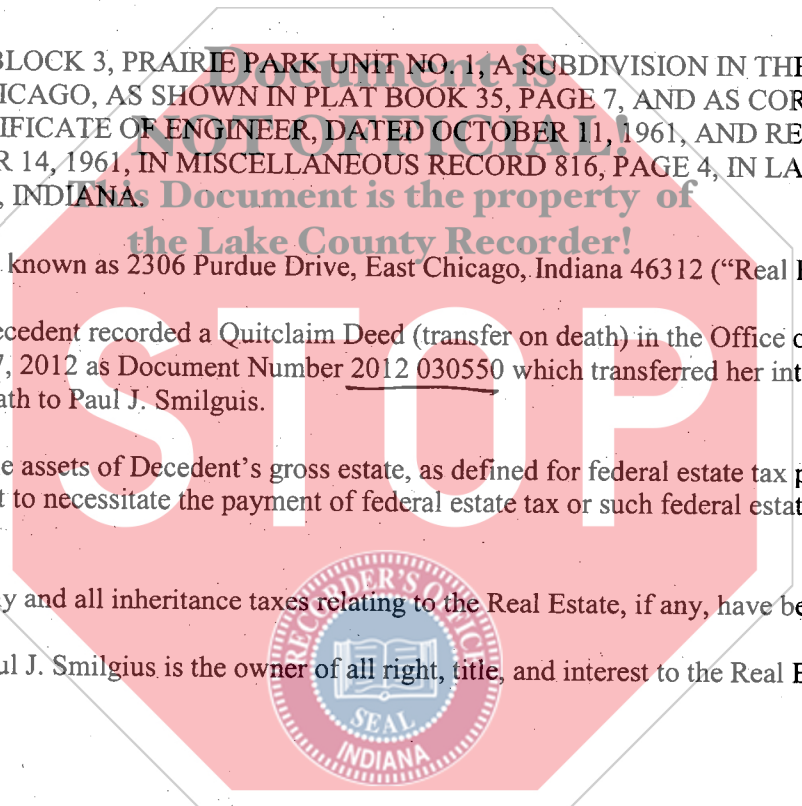 BLOCK 3, PRAIRIE PARK UNIT NO. 1, A SUBDIVISION IN THE
ICAGO, AS SHOWN IN PLAT BOOK 35, PAGE 7, AND AS COR
IFICATE OF ENGINEER, DATED OCTOBER 11, 1961, AND RE
R 14, 1961, IN MISCELLANEOUS RECORD 816, PAGE 4, IN LA
, INDIANA.
known as 2306 Purdue Drive, East Chicago, Indiana 46312 (“Real
ecedent recorded a Quitclaim Deed (transfer on death) in the Office o
7, 2012 as Document Number 2012 030550 which transferred her int
ath to Paul J. Smilguis.
e assets of Decedent’s gross estate, as defined for federal estate tax p
t to necessitate the payment of federal estate tax or such federal estat
y and all inheritance taxes relating to the Real Estate, if any, have be
ul J. Smilgius is the owner of all right, title, and interest to the Real E
Document is
NOT OFFICIAL!
This Document is the property of
the Lake County Recorder!
STOP
RECORDER'S OFFICE
SEAL
INDIANA